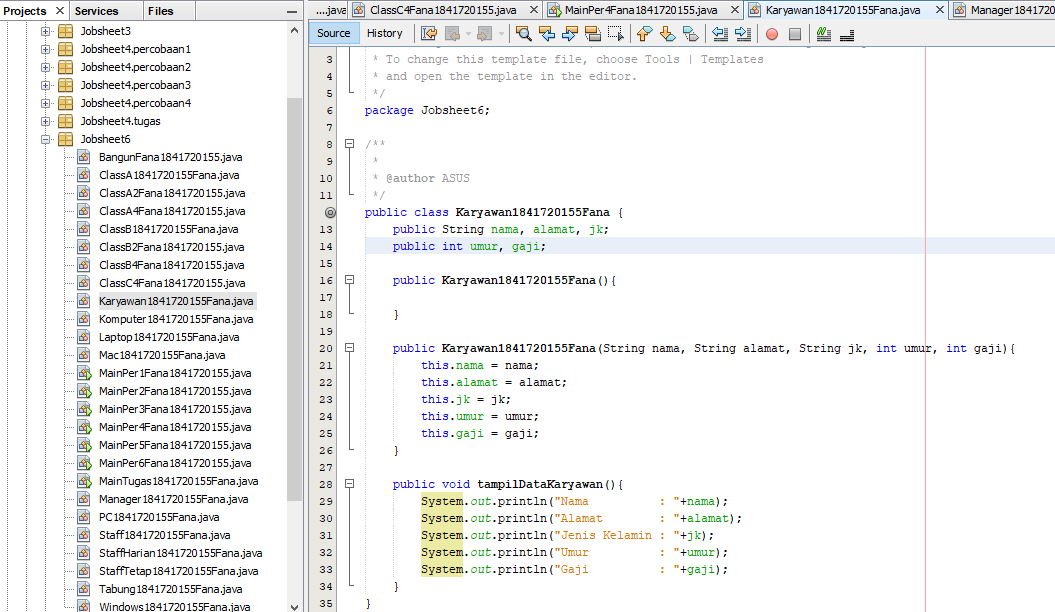 Projects × Services Files
Jobsheet3
Jobsheet4.percobaan1
Jobsheet4.percobaan2
Jobsheet4.percobaan3
Jobsheet4.percobaan4
Jobsheet4.tugas
Jobsheet6
BangunFana1841720155.java
ClassA1841720155Fana.java
ClassA2Fana1841720155.java
ClassA4Fana1841720155.java
ClassB1841720155Fana.java
ClassB2Fana1841720155.java
ClassB4Fana1841720155.java
ClassC4Fana1841720155.java
Karyawan1841720155Fana.java
Komputer1841720155Fana.java
Laptop1841720155Fana.java
Mac1841720155Fana.java
MainPer1Fana1841720155.java
MainPer2Fana1841720155.java
MainPer3Fana1841720155.java
MainPer4Fana1841720155.java
MainPer5Fana1841720155.java
MainPer6Fana1841720155.java
MainTugas1841720155Fana.java
Manager1841720155Fana.java
PC1841720155Fana.java
Staff1841720155Fana.java
StaffHarian1841720155Fana.java
StaffTetap1841720155Fana.java
Tabung1841720155Fana.java
Windows1841720155Fana.java
....java ClassC4Fana1841720155.java × MainPer4Fana1841720155.java × Karyawan1841720155Fana.java × Manager1841720
Source History
3 * To change this template file, choose Tools | Templates
4 * and open the template in the editor.
5 */
6 package Jobsheet6;
7
8 /**
9 *
10 * @author ASUS
11 */
public class Karyawan1841720155Fana {
13 public String nama, alamat, jk;
14 public int umur, gaji;
15
16 public Karyawan1841720155Fana(){
17
18 }
19
20 public Karyawan1841720155Fana(String nama, String alamat, String jk, int umur, int gaji){
21 this.nama = nama;
22 this.alamat = alamat;
23 this.jk = jk;
24 this.umur = umur;
25 this.gaji = gaji;
26 }
27
28 public void tampilDataKaryawan(){
29 System.out.println("Nama          : "+nama);
30 System.out.println("Alamat        : "+alamat);
31 System.out.println("Jenis Kelamin : "+jk);
32 System.out.println("Umur          : "+umur);
33 System.out.println("Gaji          : "+gaji);
34 }
35 }